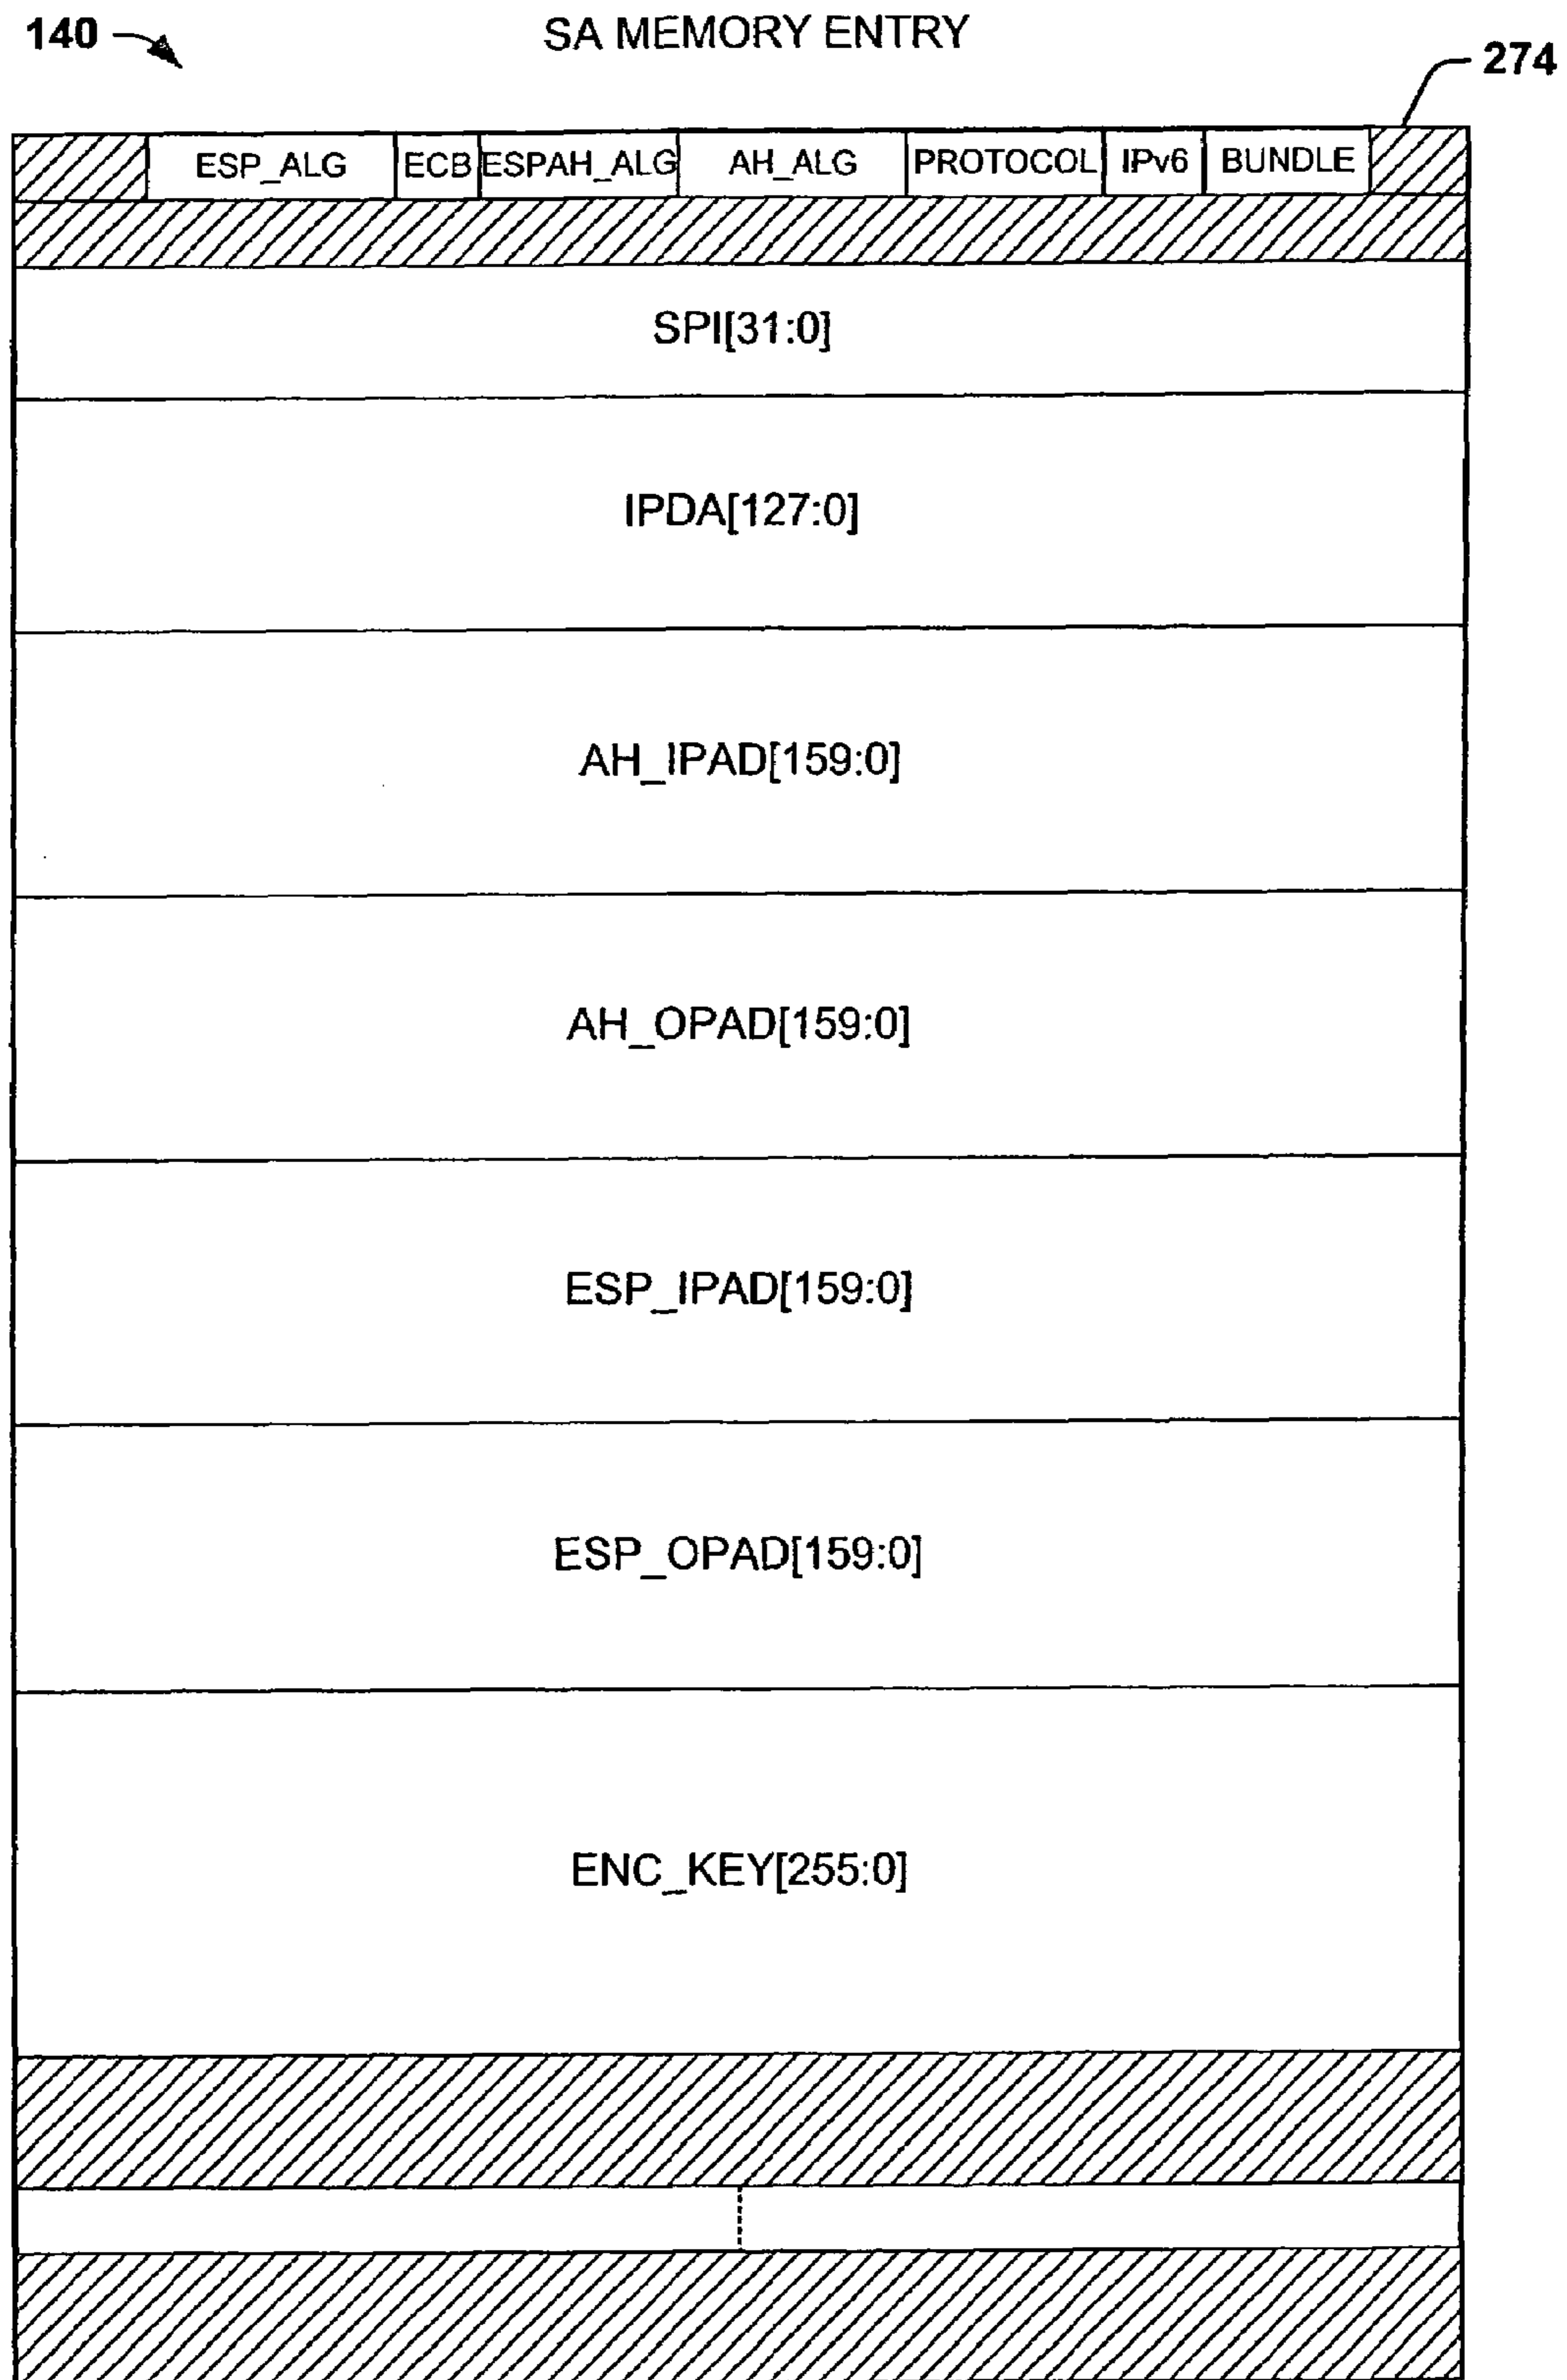 140 SA MEMORY ENTRY
274
ESP_ALG ECB ESPAH_ALG AH_ALG PROTOCOL IPv6 BUNDLE
SPI[31:0]
IPDA[127:0]
AH_IPAD[159:0]
AH_OPAD[159:0]
ESP_IPAD[159:0]
ESP_OPAD[159:0]
ENC_KEY[255:0]